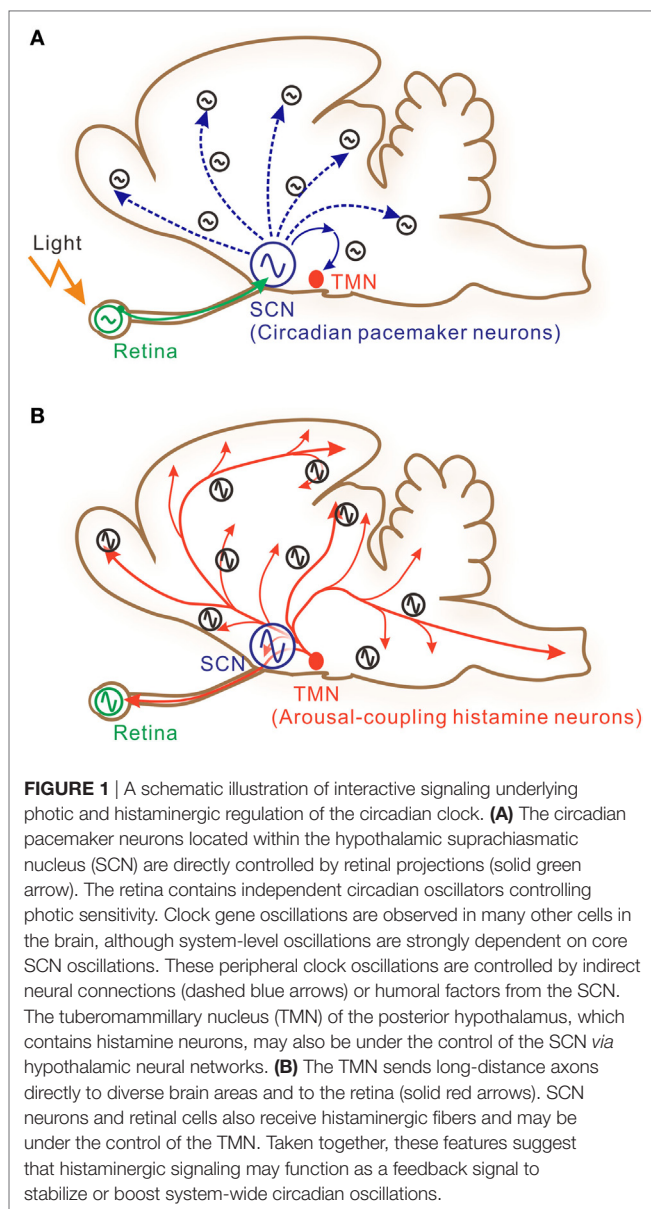 A
Light
TMN
SCN
(Circadian pacemaker neurons)
Retina
B
SCN
TMN
(Arousal-coupling histamine neurons)
Retina
FIGURE 1 | A schematic illustration of interactive signaling underlying
photic and histaminergic regulation of the circadian clock. (A) The circadian
pacemaker neurons located within the hypothalamic suprachiasmatic
nucleus (SCN) are directly controlled by retinal projections (solid green
arrow). The retina contains independent circadian oscillators controlling
photic sensitivity. Clock gene oscillations are observed in many other cells in
the brain, although system-level oscillations are strongly dependent on core
SCN oscillations. These peripheral clock oscillations are controlled by indirect
neural connections (dashed blue arrows) or humoral factors from the SCN.
The tuberomammillary nucleus (TMN) of the posterior hypothalamus, which
contains histamine neurons, may also be under the control of the SCN via
hypothalamic neural networks. (B) The TMN sends long-distance axons
directly to diverse brain areas and to the retina (solid red arrows). SCN
neurons and retinal cells also receive histaminergic fibers and may be
under the control of the TMN. Taken together, these features suggest
that histaminergic signaling may function as a feedback signal to
stabilize or boost system-wide circadian oscillations.